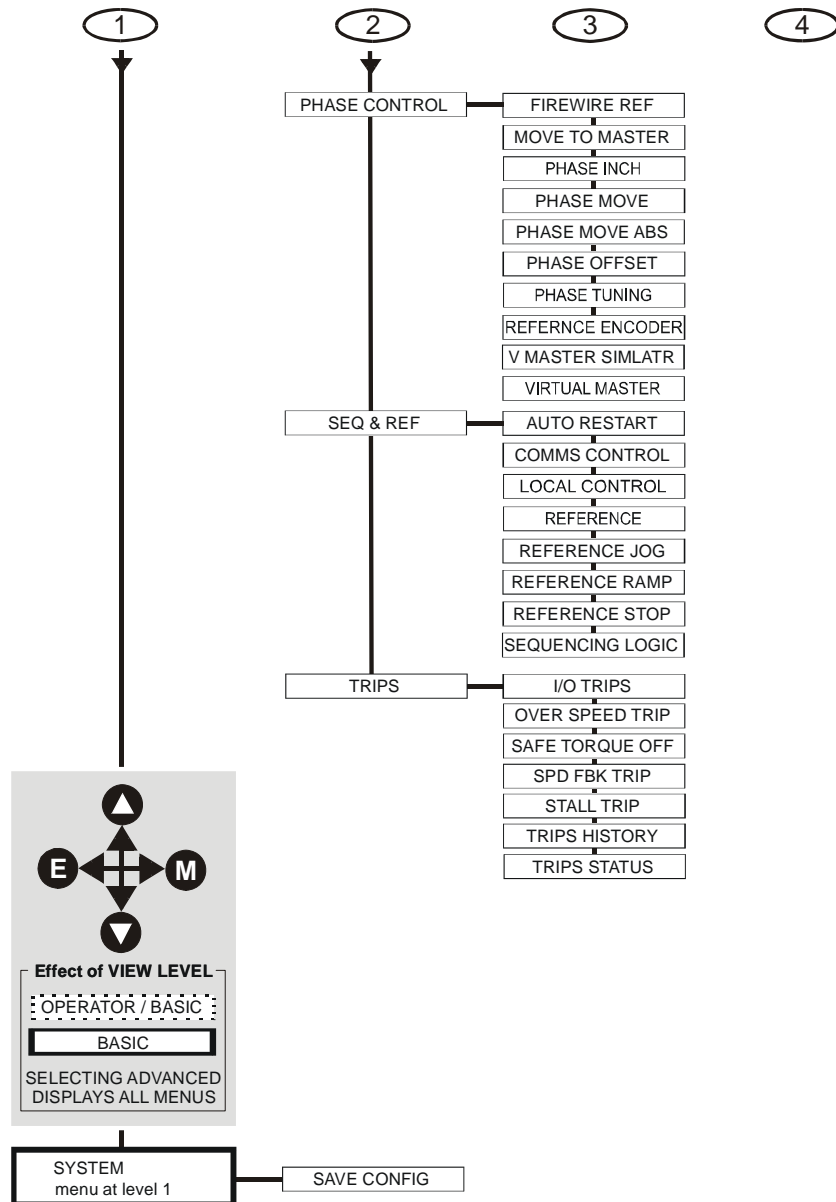 1 2 3 4
PHASE CONTROL
FIREWIRE REF
MOVE TO MASTER
PHASE INCH
PHASE MOVE
PHASE MOVE ABS
PHASE OFFSET
PHASE TUNING
REFERNCE ENCODER
V MASTER SIMLATR
VIRTUAL MASTER
SEQ & REF
AUTO RESTART
COMMS CONTROL
LOCAL CONTROL
REFERENCE
REFERENCE JOG
REFERENCE RAMP
REFERENCE STOP
SEQUENCING LOGIC
TRIPS
I/O TRIPS
OVER SPEED TRIP
SAFE TORQUE OFF
SPD FBK TRIP
STALL TRIP
TRIPS HISTORY
TRIPS STATUS
E M
Effect of VIEW LEVEL
OPERATOR / BASIC
BASIC
SELECTING ADVANCED
DISPLAYS ALL MENUS
SYSTEM
menu at level 1
SAVE CONFIG